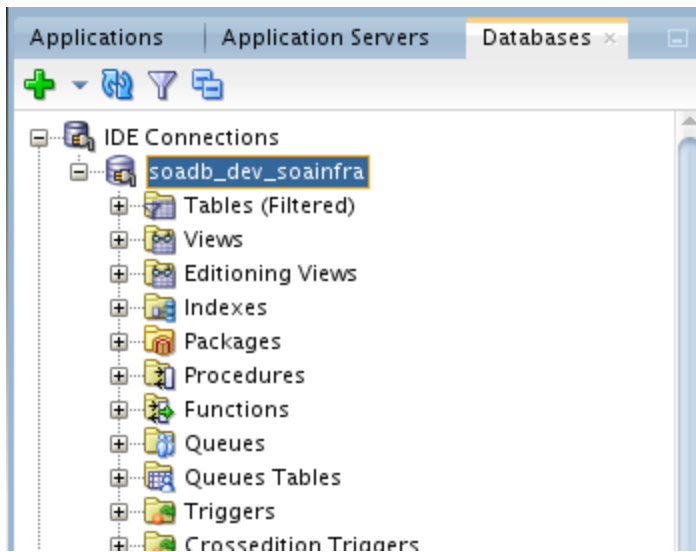 Applications Application Servers Databases
IDE Connections
soadb_dev_soainfra
Tables (Filtered)
Views
Editioning Views
Indexes
Packages
Procedures
Functions
Queues
Queues Tables
Triggers
Crossedition Triggers